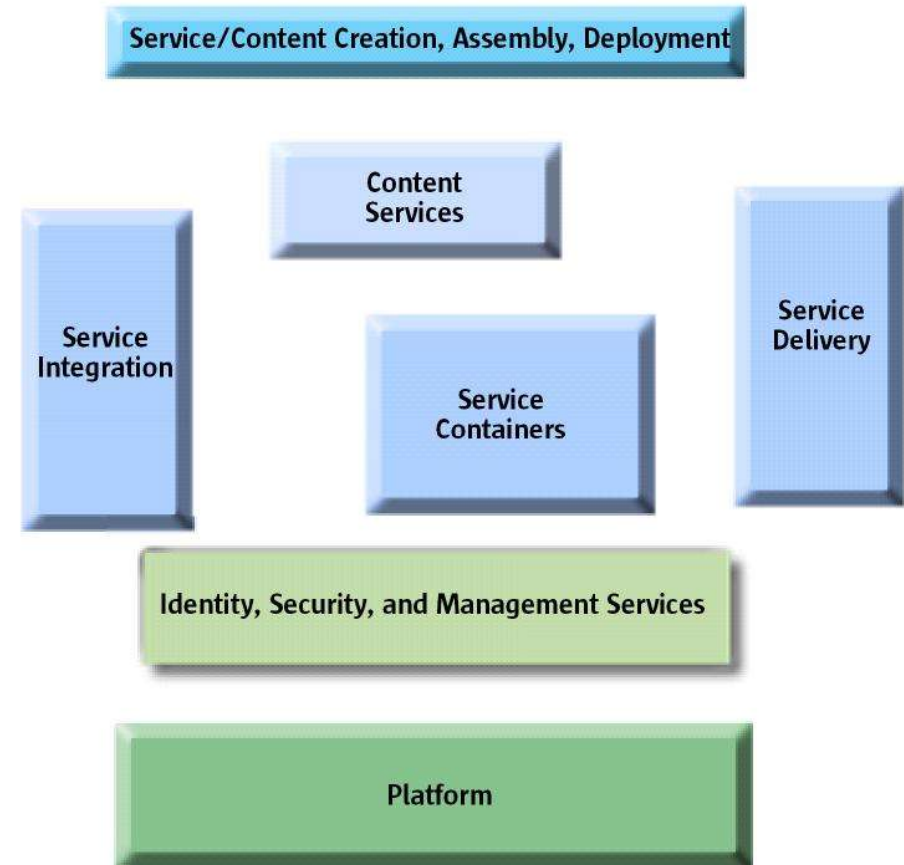 Service/Content Creation, Assembly, Deployment
Content
Services
Service
Integration
Service
Delivery
Service
Containers
Identity, Security, and Management Services
Platform